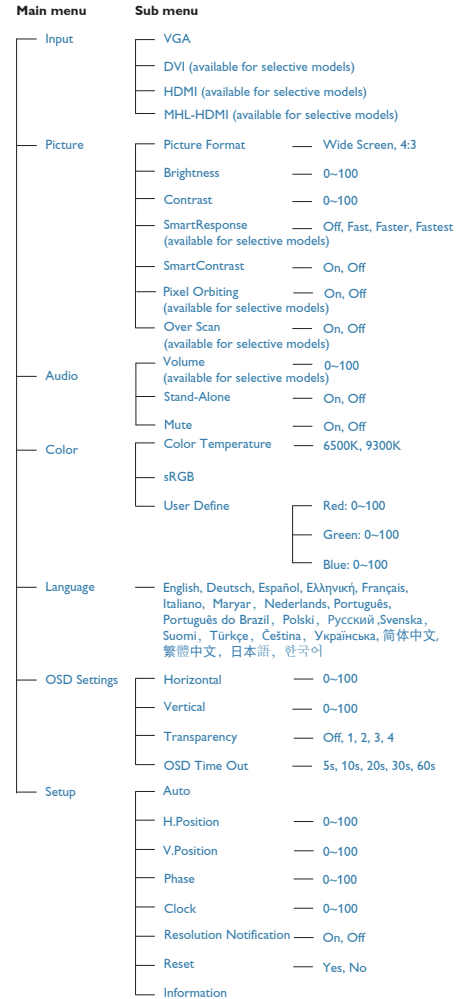 Main menu Sub menu
Input VGA
DVI (available for selective models)
HDMI (available for selective models)
MHL-HDMI (available for selective models)
Picture Picture Format Wide Screen, 4:3
Brightness 0~100
Contrast 0~100
SmartResponse Off, Fast, Faster, Fastest
(available for selective models)
SmartContrast On, Off
Pixel Orbiting On, Off
(available for selective models)
Over Scan On, Off
(available for selective models)
Audio Volume 0~100
(available for selective models)
Stand-Alone On, Off
Mute On, Off
Color Color Temperature 6500K, 9300K
sRGB
User Define Red: 0~100
Green: 0~100
Blue: 0~100
Language English, Deutsch, Español, Ελληνική, Français,
Italiano, Maryar, Nederlands, Português,
Português do Brazil, Polski, Русский ,Svenska,
Suomi, Türkçe, Čeština, Українська, 简体中文,
繁體中文, 日本語, 한국어
OSD Settings Horizontal 0~100
Vertical 0~100
Transparency Off, 1, 2, 3, 4
OSD Time Out 5s, 10s, 20s, 30s, 60s
Setup Auto
H.Position 0~100
V.Position 0~100
Phase 0~100
Clock 0~100
Resolution Notification On, Off
Reset Yes, No
Information